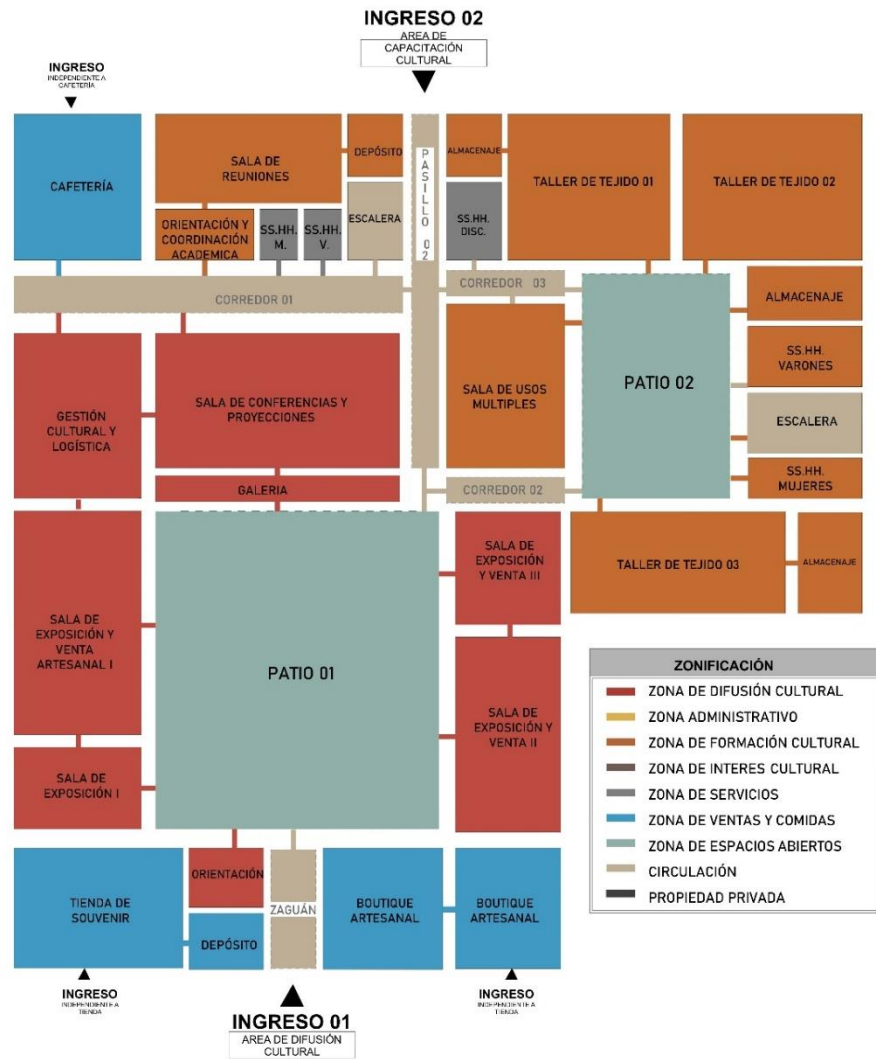 INGRESO 02
AREA DE
CAPACITACIÓN
CULTURAL
INGRESO
INDEPENDIENTE A
CAFETERÍA
CAFETERÍA
SALA DE
REUNIONES
DEPÓSITO
ORIENTACIÓN Y
COORDINACIÓN
ACADEMICA
SS.HH.
M.
SS.HH.
V.
ESCALERA
PASILLO 02
ALMACENAJE
SS.HH.
DISC.
TALLER DE TEJIDO 01
TALLER DE TEJIDO 02
CORREDOR 01
CORREDOR 03
ALMACENAJE
SS.HH.
VARONES
ESCALERA
SS.HH.
MUJERES
PATIO 02
SALA DE USOS
MULTIPLES
GESTIÓN
CULTURAL Y
LOGÍSTICA
SALA DE CONFERENCIAS Y
PROYECCIONES
GALERIA
CORREDOR 02
SALA DE
EXPOSICIÓN Y
VENTA
ARTESANAL I
PATIO 01
SALA DE
EXPOSICIÓN
Y VENTA III
TALLER DE TEJIDO 03
ALMACENAJE
SALA DE
EXPOSICIÓN Y
VENTA II
SALA DE
EXPOSICIÓN I
ZONIFICACIÓN
ZONA DE DIFUSIÓN CULTURAL
ZONA ADMINISTRATIVO
ZONA DE FORMACIÓN CULTURAL
ZONA DE INTERES CULTURAL
ZONA DE SERVICIOS
ZONA DE VENTAS Y COMIDAS
ZONA DE ESPACIOS ABIERTOS
CIRCULACIÓN
PROPIEDAD PRIVADA
TIENDA DE
SOUVENIR
ORIENTACIÓN
DEPÓSITO
ZAGUÁN
BOUTIQUE
ARTESANAL
BOUTIQUE
ARTESANAL
INGRESO
INDEPENDIENTE A
TIENDA
INGRESO 01
AREA DE DIFUSIÓN
CULTURAL
INGRESO
INDEPENDIENTE A
TIENDA